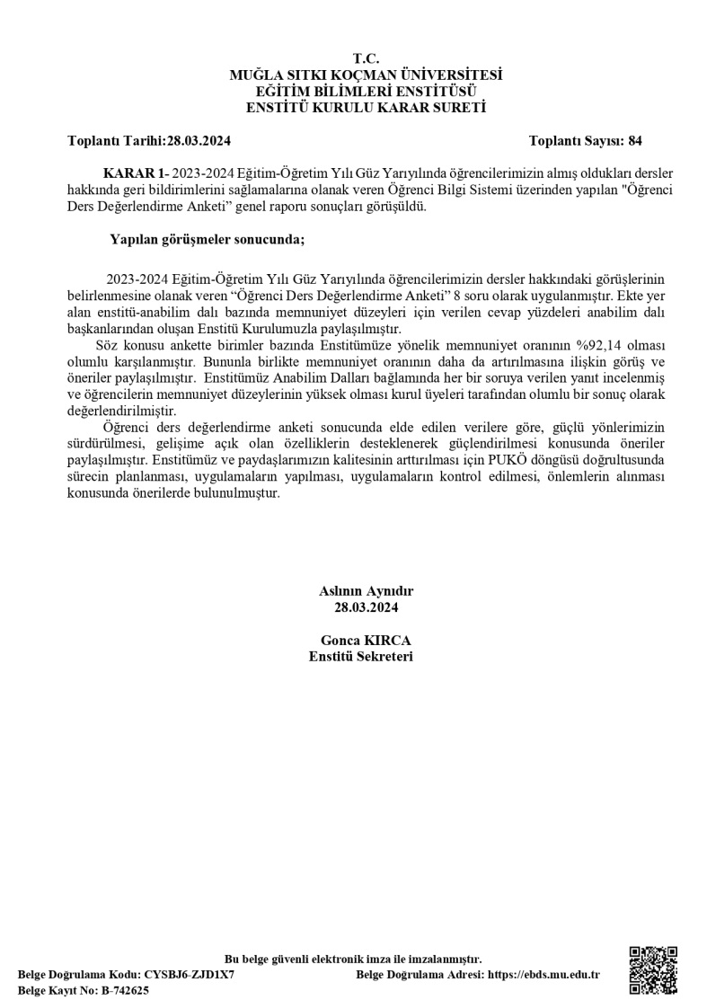 T.C.
MUĞLA SITKI KOÇMAN ÜNİVERSİTESİ
EĞİTİM BİLİMLERİ ENSTİTÜSÜ
ENSTİTÜ KURULU KARAR SURETİ
Toplantı Tarihi:28.03.2024 Toplantı Sayısı: 84
KARAR 1- 2023-2024 Eğitim-Öğretim Yılı Güz Yarıyılında öğrencilerimizin almış oldukları dersler
hakkında geri bildirimlerini sağlamalarına olanak veren Öğrenci Bilgi Sistemi üzerinden yapılan "Öğrenci
Ders Değerlendirme Anketi” genel raporu sonuçları görüşüldü.
Yapılan görüşmeler sonucunda;
2023-2024 Eğitim-Öğretim Yılı Güz Yarıyılında öğrencilerimizin dersler hakkındaki görüşlerinin
belirlenmesine olanak veren “Öğrenci Ders Değerlendirme Anketi” 8 soru olarak uygulanmıştır. Ekte yer
alan enstitü-anabilim dalı bazında memnuniyet düzeyleri için verilen cevap yüzdeleri anabilim dalı
başkanlarından oluşan Enstitü Kurulumuzla paylaşılmıştır.
Söz konusu ankette birimler bazında Enstitümüze yönelik memnuniyet oranının %92,14 olması
olumlu karşılanmıştır. Bununla birlikte memnuniyet oranının daha da artırılmasına ilişkin görüş ve
öneriler paylaşılmıştır. Enstitümüz Anabilim Dalları bağlamında her bir soruya verilen yanıt incelenmiş
ve öğrencilerin memnuniyet düzeylerinin yüksek olması kurul üyeleri tarafından olumlu bir sonuç olarak
değerlendirilmiştir.
Öğrenci ders değerlendirme anketi sonucunda elde edilen verilere göre, güçlü yönlerimizin
sürdürülmesi, gelişime açık olan özelliklerin desteklenerek güçlendirilmesi konusunda öneriler
paylaşılmıştır. Enstitümüz ve paydaşlarımızın kalitesinin arttırılması için PUKÖ döngüsü doğrultusunda
sürecin planlanması, uygulamaların yapılması, uygulamaların kontrol edilmesi, önlemlerin alınması
konusunda önerilerde bulunulmuştur.
Aslının Aynıdır
28.03.2024
Gonca KIRCA
Enstitü Sekreteri
Bu belge güvenli elektronik imza ile imzalanmıştır.
Belge Doğrulama Kodu: CYSBJ6-ZJD1X7 Belge Doğrulama Adresi: https://ebds.mu.edu.tr
Belge Kayıt No: B-742625